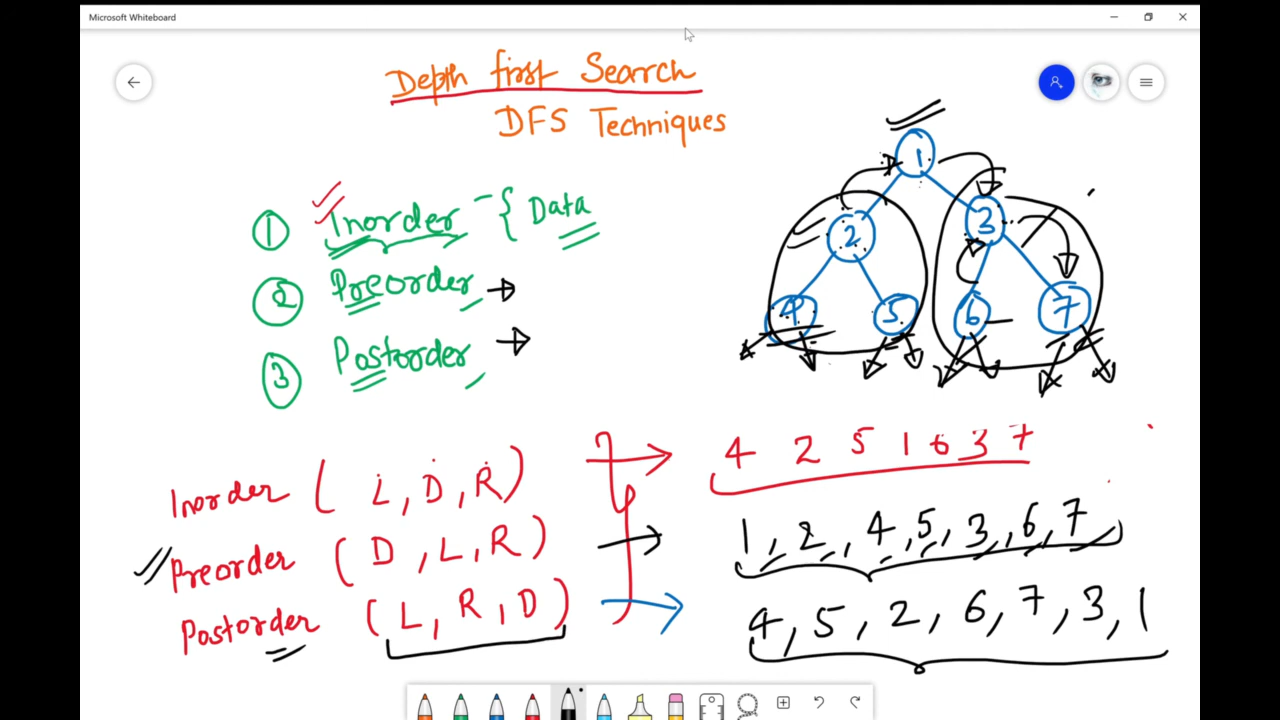 Microsoft Whiteboard
Depth first Search
DFS Techniques
1 Inorder - { Data
2 Preorder →
3 Postorder →
1
2 3
4 5 6 7
Inorder ( L, D, R ) → 4 2 5 1 6 3 7
Preorder ( D, L, R ) → 1, 2, 4, 5, 3, 6, 7
Postorder ( L, R, D ) → 4, 5, 2, 6, 7, 3, 1